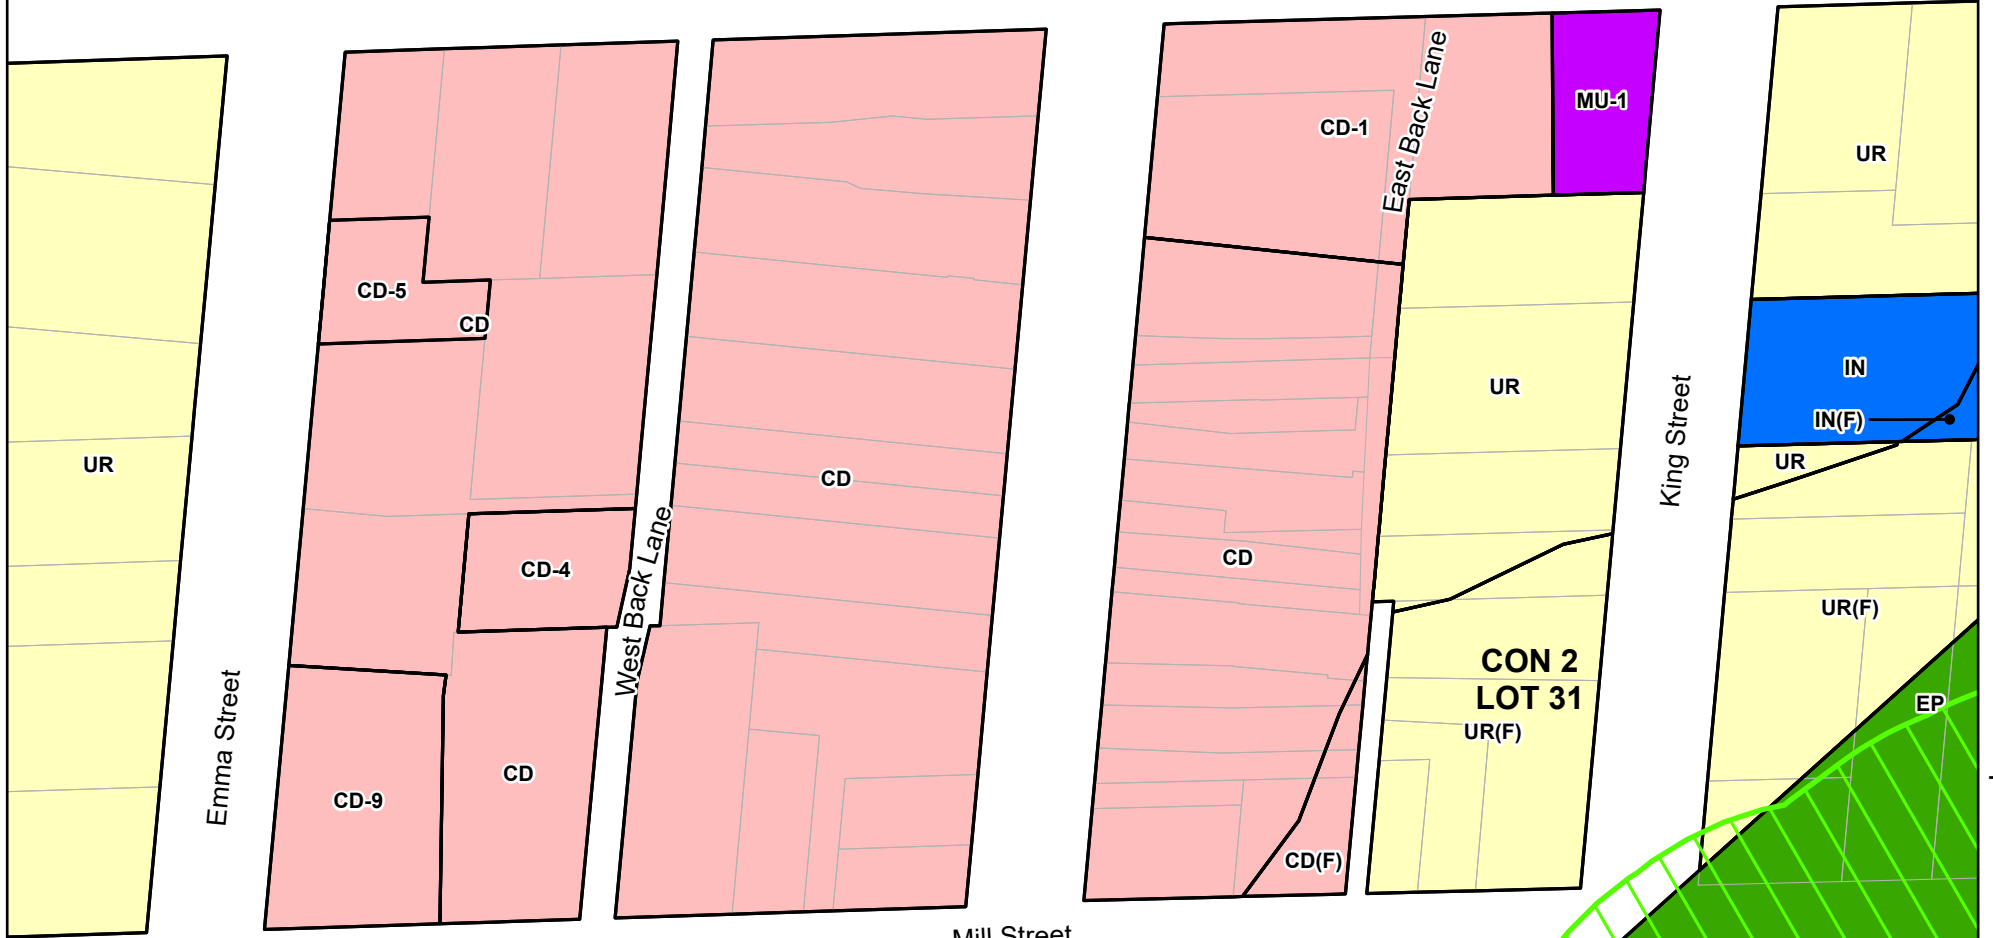 MU-1
CD-1
East Back Lane
UR
CD-5
CD
IN
UR
King Street
IN(F)
UR
UR
CD
West Back Lane
CD
CD-4
UR(F)
CON 2
LOT 31
UR(F)
EP
Emma Street
CD-9
CD
CD(F)
Mill Street